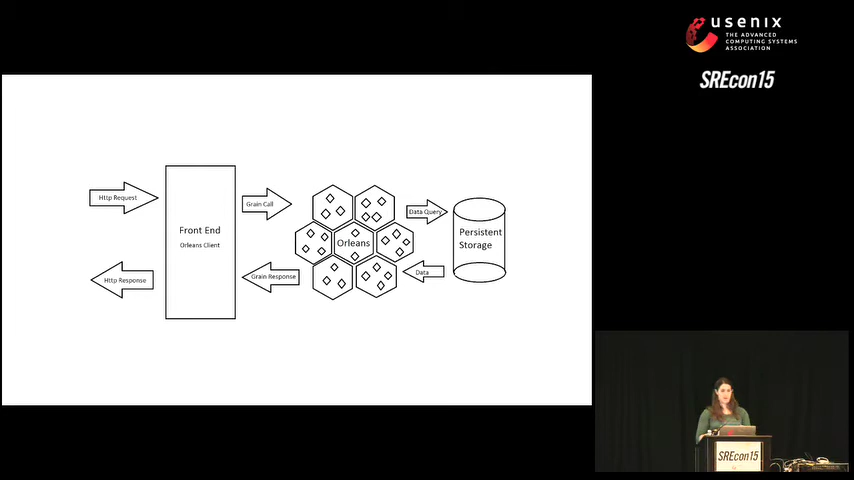 usenix
THE ADVANCED
COMPUTING SYSTEMS
ASSOCIATION
SREcon15
Http Request
Front End
Orleans Client
Grain Call
Orleans
Data Query
Persistent
Storage
Http Response
Grain Response
Data
SREcon15